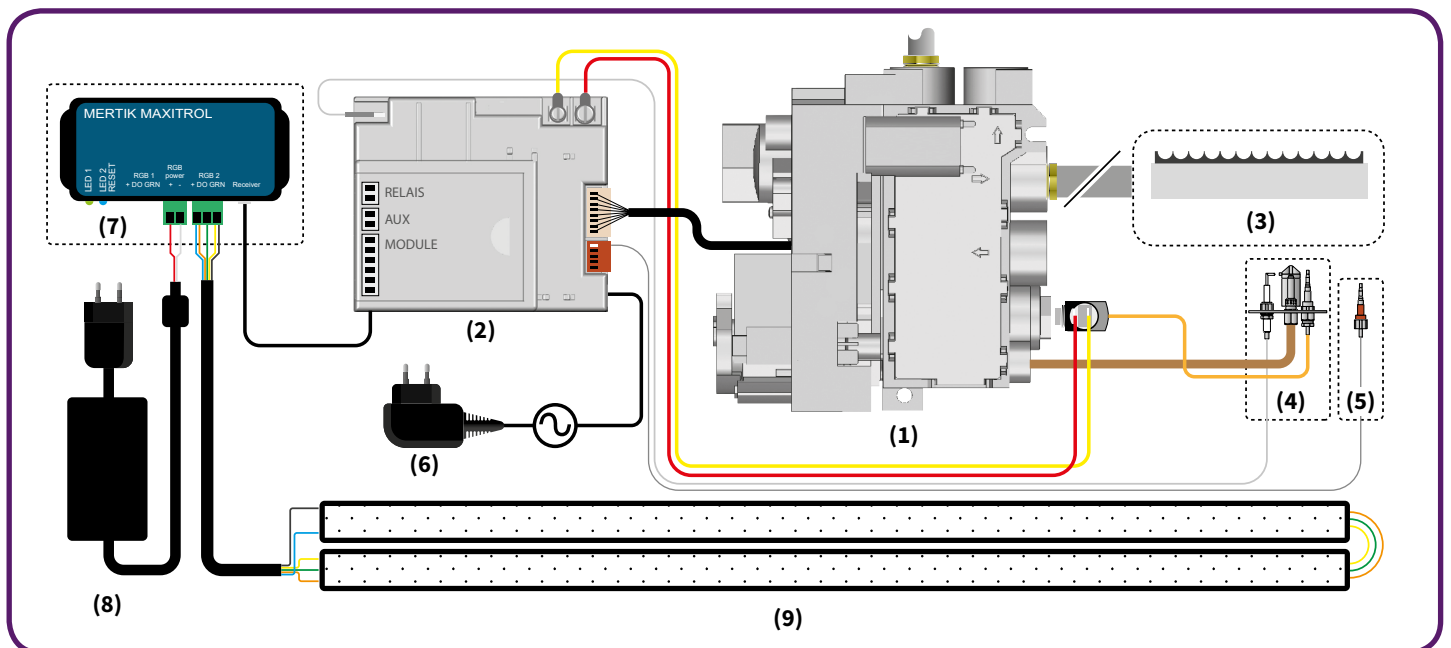 MERTIK MAXITROL
LED 1
LED 2
RESET
RGB 1
+ DO GRN
RGB
power
+ -
RGB 2
+ DO GRN
Receiver
(7)
RELAIS
AUX
MODULE
(2)
(3)
(1)
(4)
(5)
(6)
(8)
(9)